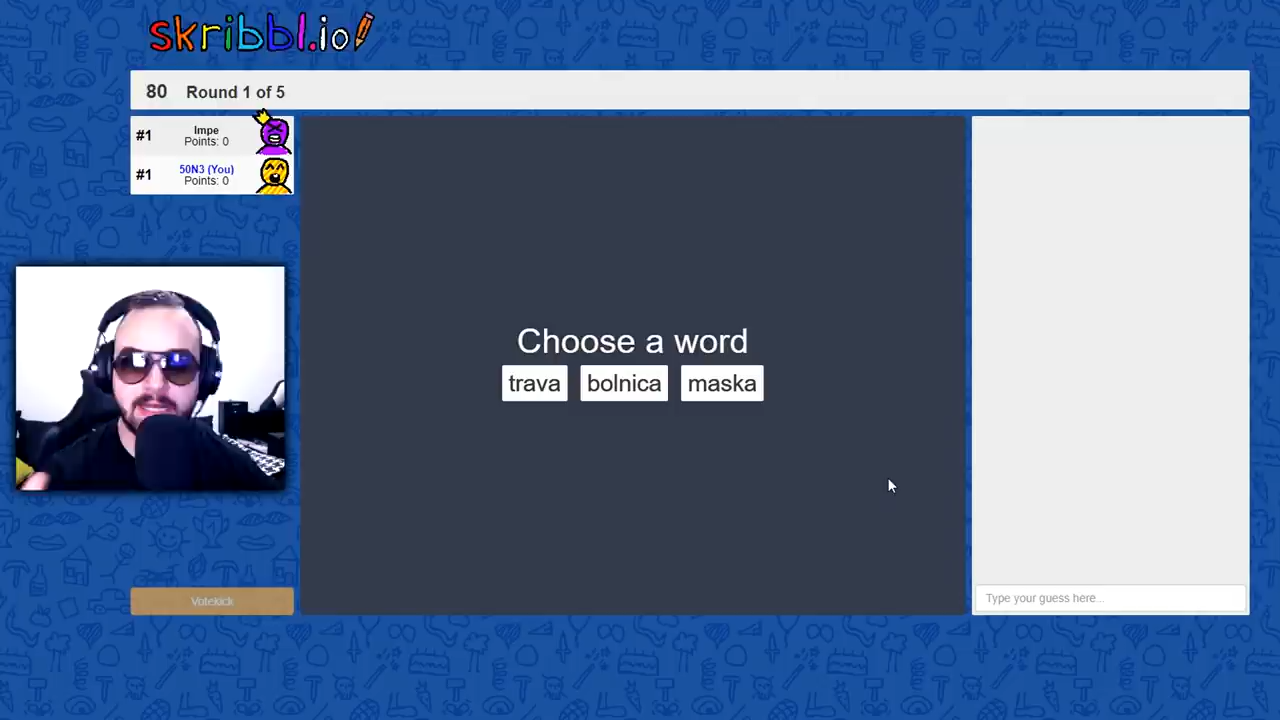 skribbl.io
80 Round 1 of 5
#1 Impe
Points: 0
#1 50N3 (You)
Points: 0
Choose a word
trava bolnica maska
Votekick
Type your guess here...